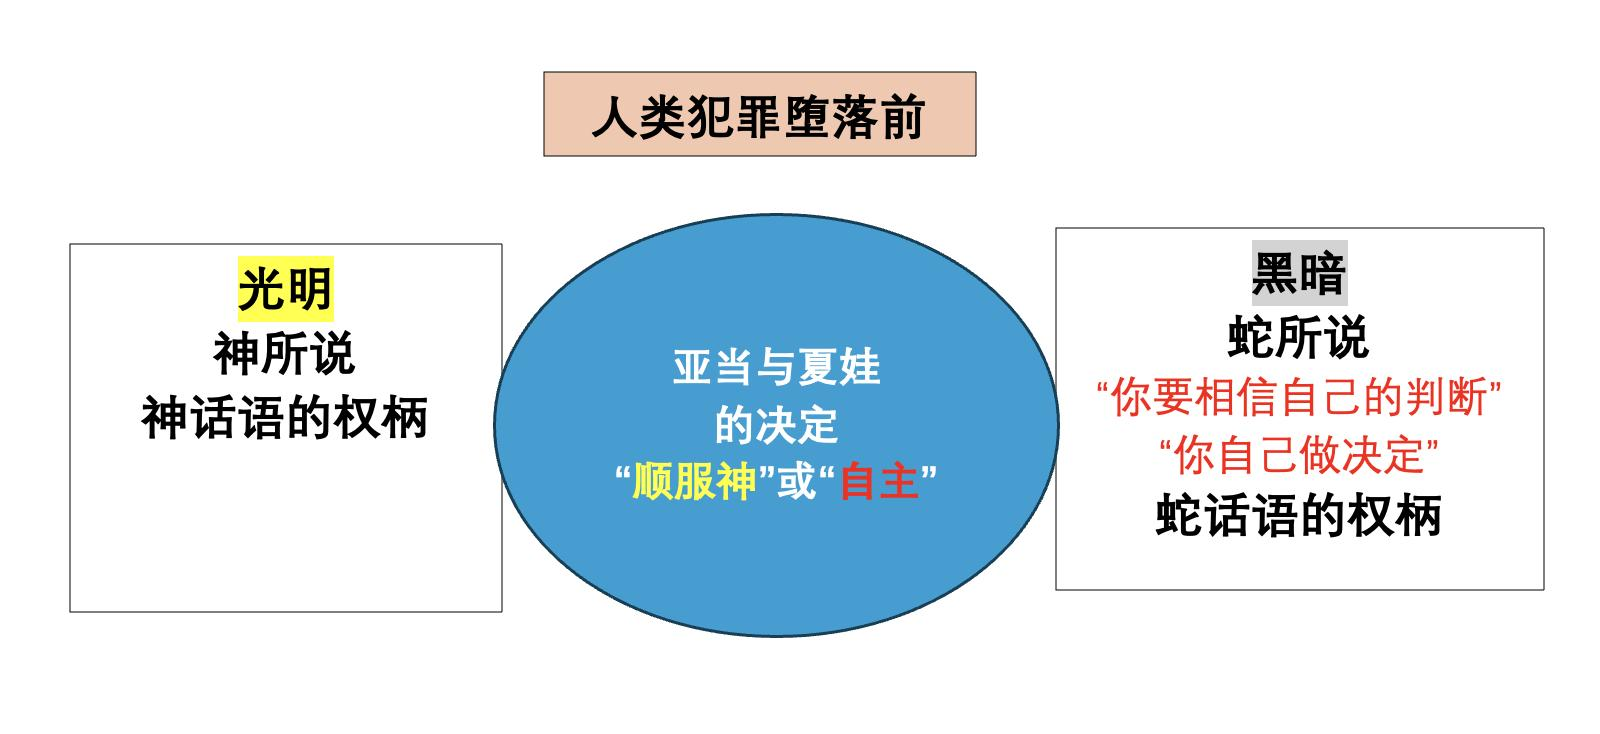 人类犯罪堕落前
光明
神所说
神话语的权柄
亚当与夏娃
的决定
“顺服神”或“自主”
黑暗
蛇所说
“你要相信自己的判断”
“你自己做决定”
蛇话语的权柄